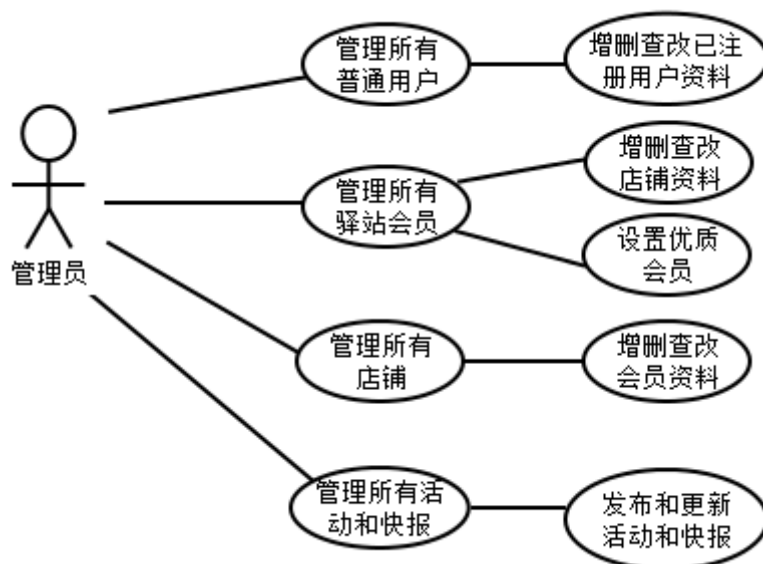 管理所有
普通用户
增删查改已注
册用户资料
增删查改
店铺资料
管理所有
驿站会员
设置优质
会员
管理员
管理所有
店铺
增删查改
会员资料
管理所有活
动和快报
发布和更新
活动和快报